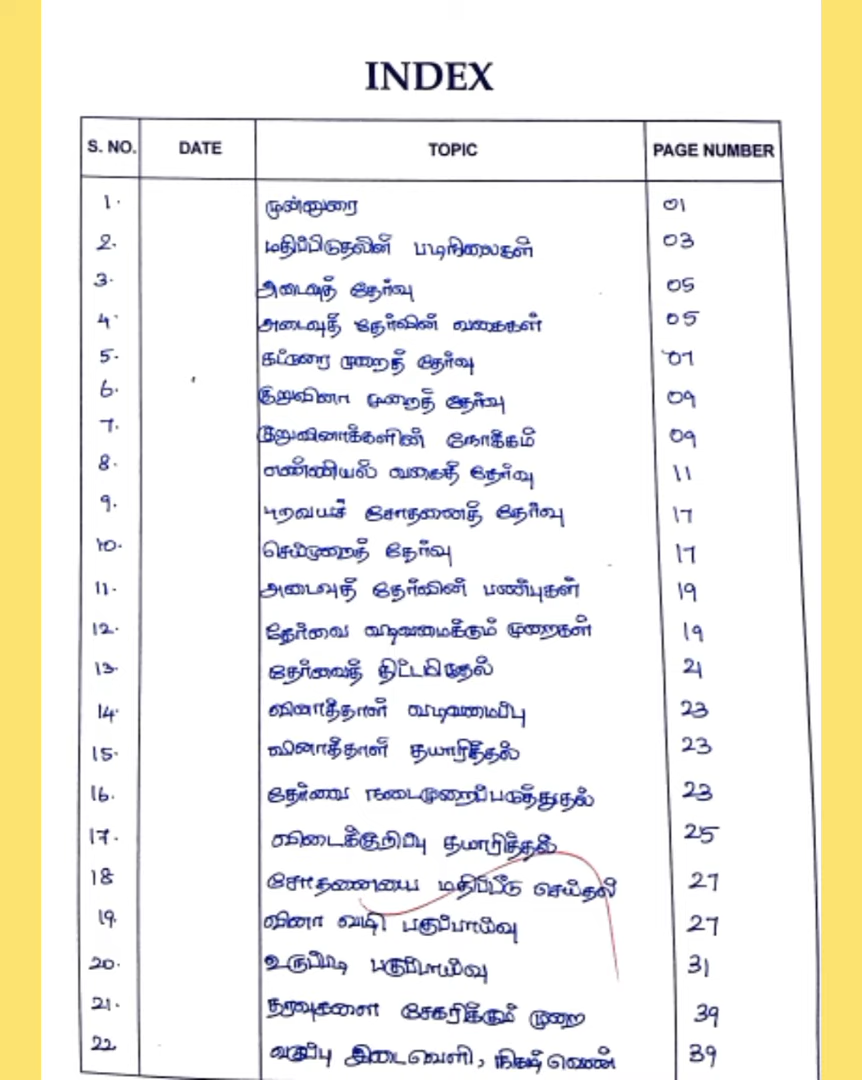 INDEX
S. NO. DATE TOPIC PAGE NUMBER
1. முன்னுரை 01
2. மதிப்பிடுதலின் படிநிலைகள் 03
3. அடைவுத் தேர்வு 05
4. அடைவுத் தேர்வின் வகைகள் 05
5. கட்டுரை முறைத் தேர்வு 07
6. குறுவினா முறைத் தேர்வு 09
7. குறுவினாக்களின் நோக்கம் 09
8. எண்ணியல் வகைத் தேர்வு 11
9. புறவயச் சோதனைத் தேர்வு 17
10. செய்முறைத் தேர்வு 17
11. அடைவுத் தேர்வின் பண்புகள் 19
12. தேர்வை வடிவமைக்கும் முறைகள் 19
13. தேர்வைத் திட்டமிடுதல் 21
14. வினாத்தாள் வடிவமைப்பு 23
15. வினாத்தாள் தயாரித்தல் 23
16. தேர்வை நடைமுறைப்படுத்துதல் 23
17. விடைக்குறிப்பு தயாரித்தல் 25
18 சோதனையை மதிப்பீடு செய்தல் 27
19. வினா வழி பகுப்பாய்வு 27
20. உருப்படி பகுப்பாய்வு 31
21. தரவுகளை சேகரிக்கும் முறை 39
22 வகுப்பு இடைவெளி, நிகழ்வெண் 39